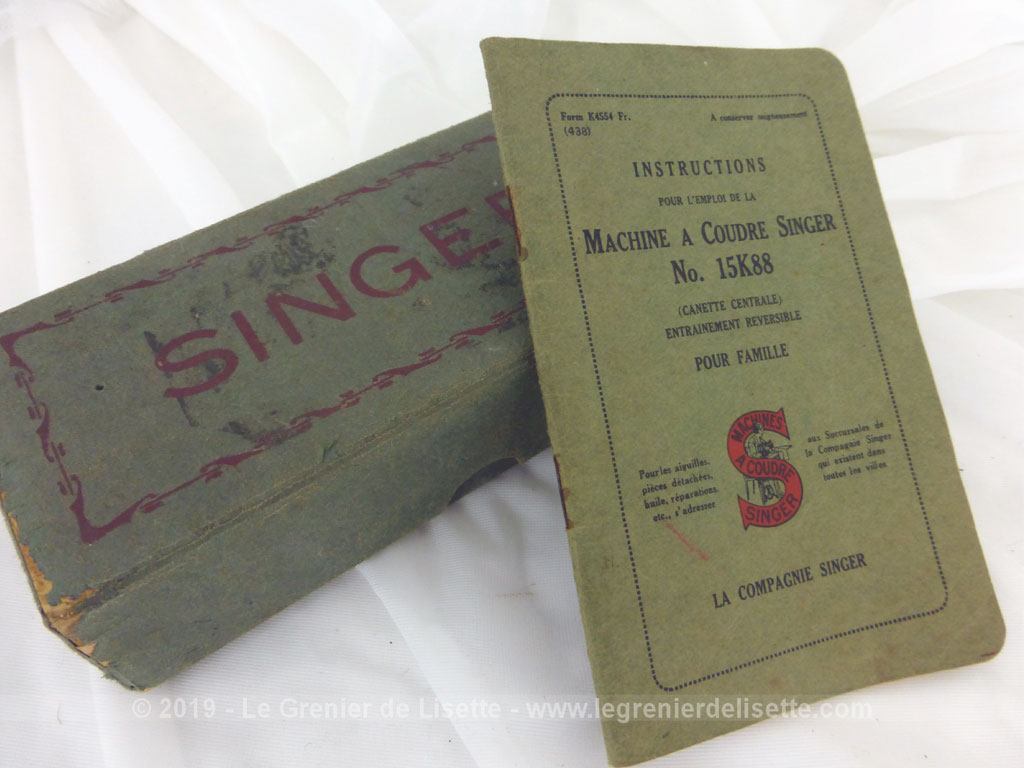 SINGER
Form K4554 Fr.
(438)
A conserver soigneusement
INSTRUCTIONS
POUR L'EMPLOI DE LA
MACHINE A COUDRE SINGER
No. 15K88
(CANETTE CENTRALE)
ENTRAINEMENT REVERSIBLE
POUR FAMILLE
Pour les aiguilles,
pièces détachées,
huile, réparations,
etc., s'adresser
MACHINES
A COUDRE
SINGER
aux Succursales de
la Compagnie Singer
qui existent dans
toutes les villes
LA COMPAGNIE SINGER
© 2019 - Le Grenier de Lisette - www.legrenierdelisette.com